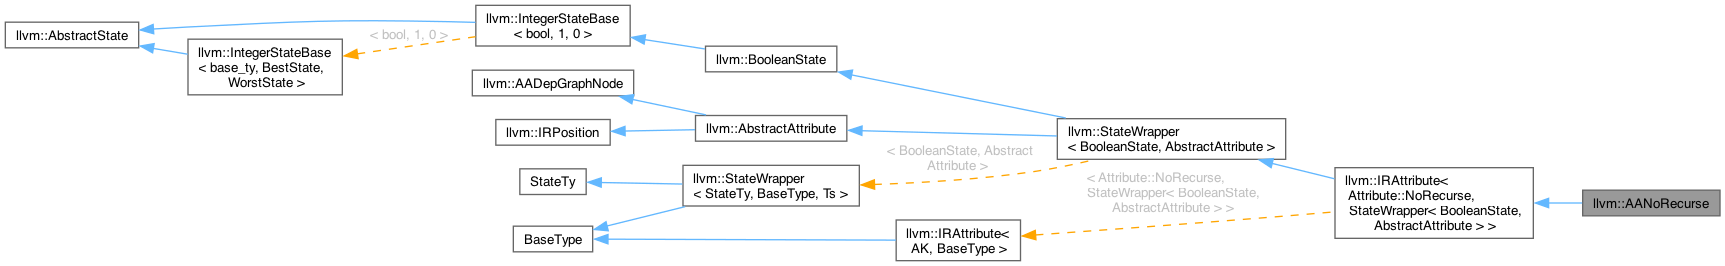 llvm::AbstractState
llvm::IntegerStateBase
< base_ty, BestState,
WorstState >
< bool, 1, 0 >
llvm::IntegerStateBase
< bool, 1, 0 >
llvm::AADepGraphNode
llvm::IRPosition
StateTy
BaseType
llvm::BooleanState
llvm::AbstractAttribute
llvm::StateWrapper
< StateTy, BaseType, Ts >
< BooleanState, Abstract
Attribute >
llvm::IRAttribute<
AK, BaseType >
llvm::StateWrapper
< BooleanState, AbstractAttribute >
< Attribute::NoRecurse,
StateWrapper< BooleanState,
AbstractAttribute > >
llvm::IRAttribute<
Attribute::NoRecurse,
StateWrapper< BooleanState,
AbstractAttribute > >
llvm::AANoRecurse